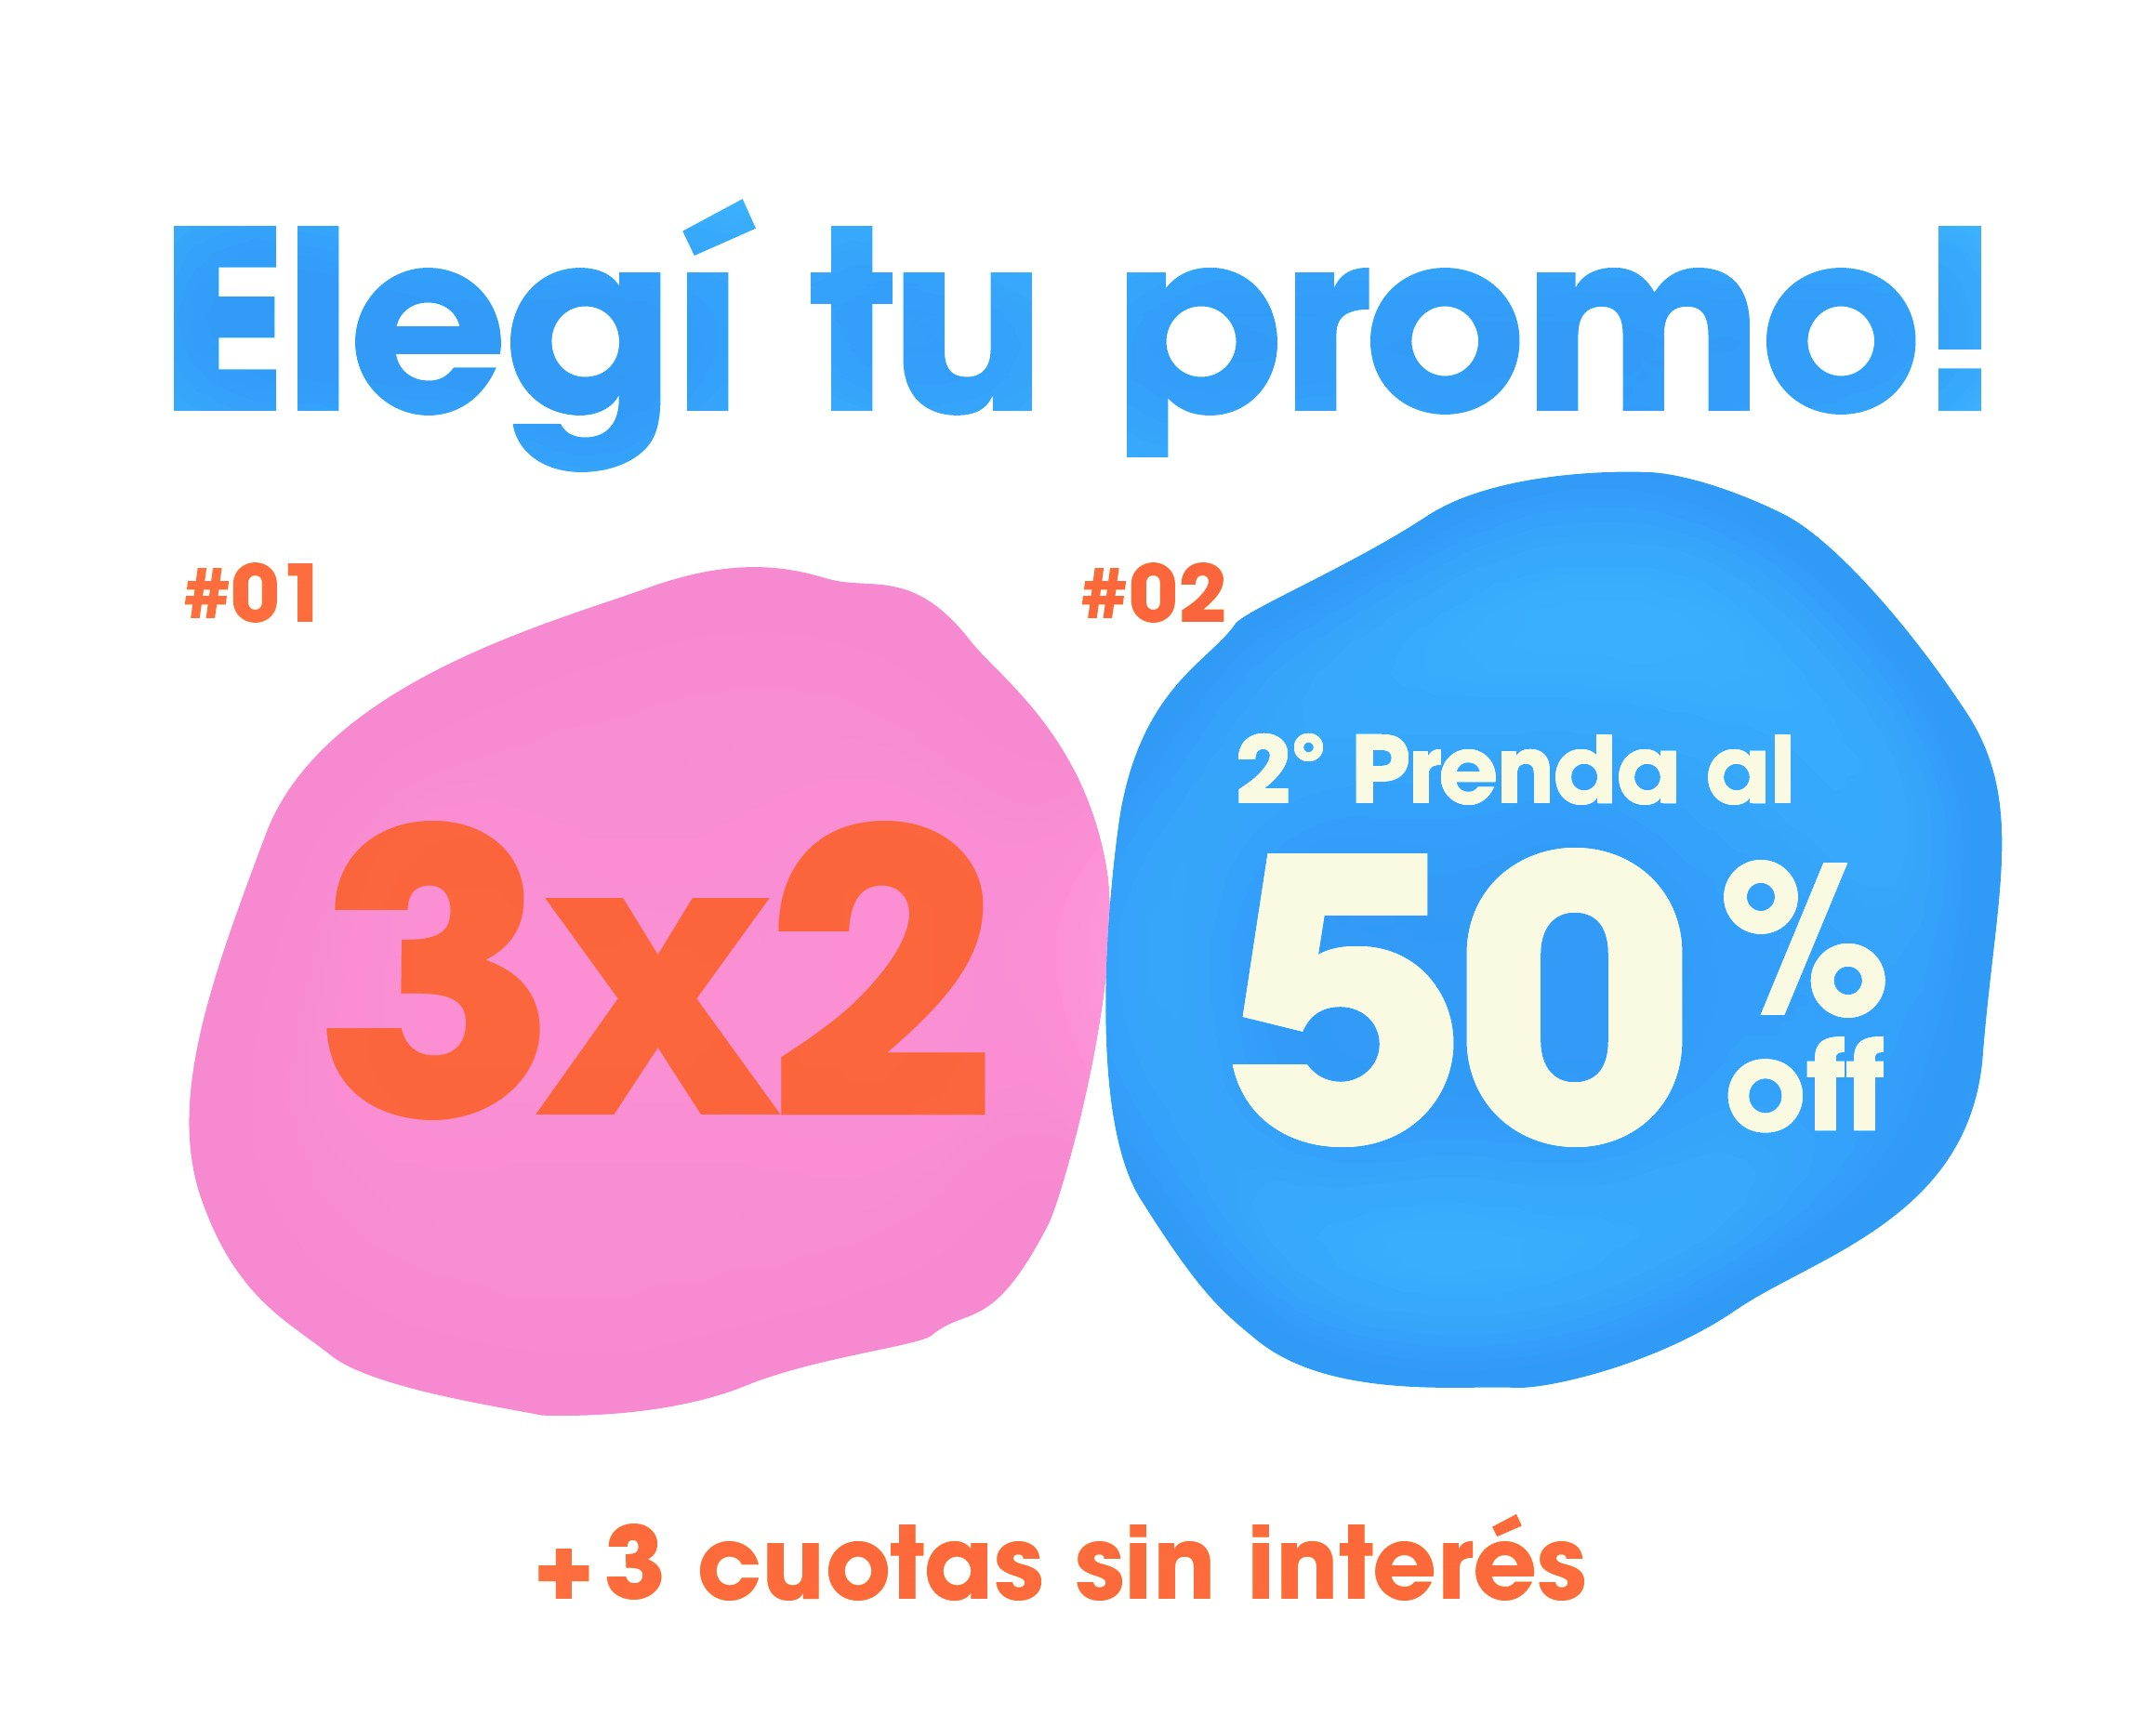 Elegí tu promo!
#01
3x2
#02
2° Prenda al
50%
off
+3 cuotas sin interés